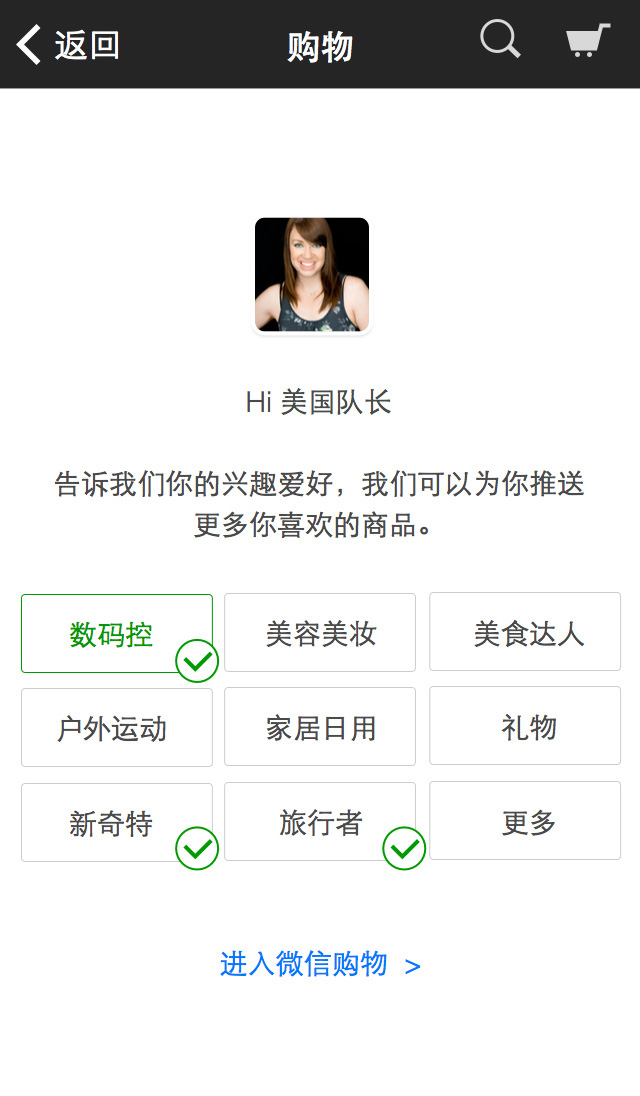 返回
购物
Hi 美国队长
告诉我们你的兴趣爱好，我们可以为你推送
更多你喜欢的商品。
数码控
美容美妆
美食达人
户外运动
家居日用
礼物
新奇特
旅行者
更多
进入微信购物 >